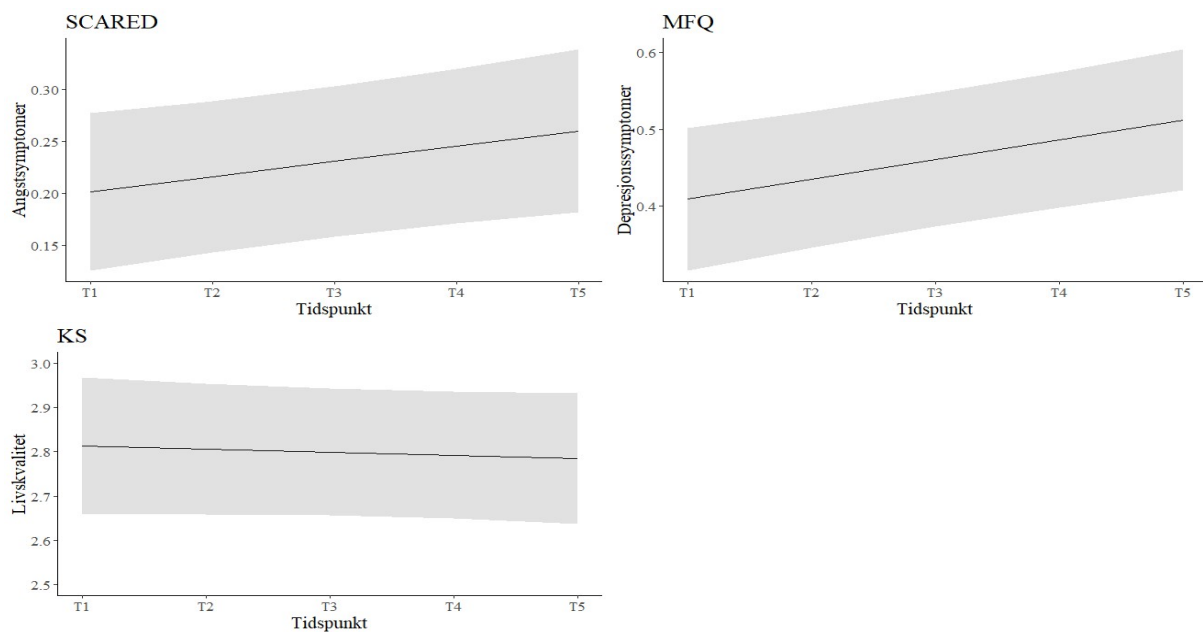 SCARED
Angstsymptomer
0.30
0.25
0.20
0.15
T1 T2 T3 T4 T5
Tidspunkt
MFQ
Depresjonssymptomer
0.6
0.5
0.4
T1 T2 T3 T4 T5
Tidspunkt
KS
Livskvalitet
3.0
2.9
2.8
2.7
2.6
2.5
T1 T2 T3 T4 T5
Tidspunkt